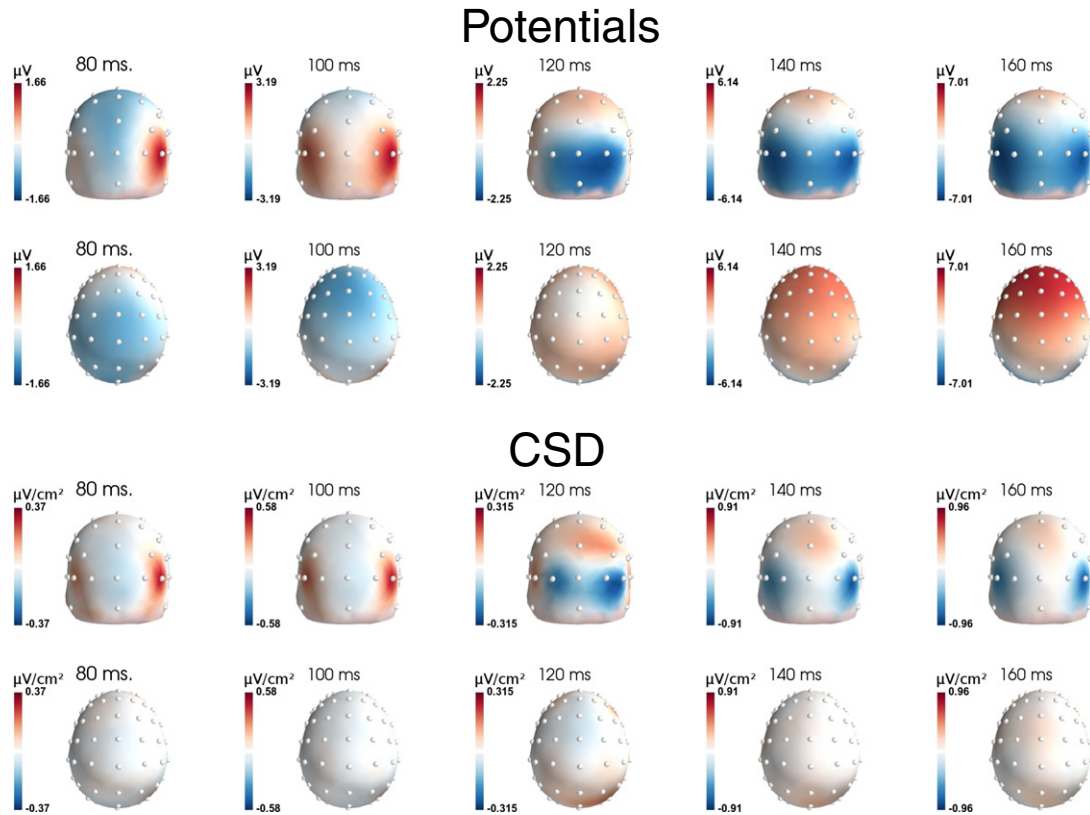 Potentials
µV 80 ms. µV 100 ms µV 120 ms µV 140 ms µV 160 ms
1.66 3.19 2.25 6.14 7.01
-1.66 -3.19 -2.25 -6.14 -7.01
µV 80 ms. µV 100 ms µV 120 ms µV 140 ms µV 160 ms
1.66 3.19 2.25 6.14 7.01
-1.66 -3.19 -2.25 -6.14 -7.01
CSD
µV/cm² 80 ms. µV/cm² 100 ms µV/cm² 120 ms µV/cm² 140 ms µV/cm² 160 ms
0.37 0.58 0.315 0.91 0.96
-0.37 -0.58 -0.315 -0.91 -0.96
µV/cm² 80 ms. µV/cm² 100 ms µV/cm² 120 ms µV/cm² 140 ms µV/cm² 160 ms
0.37 0.58 0.315 0.91 0.96
-0.37 -0.58 -0.315 -0.91 -0.96